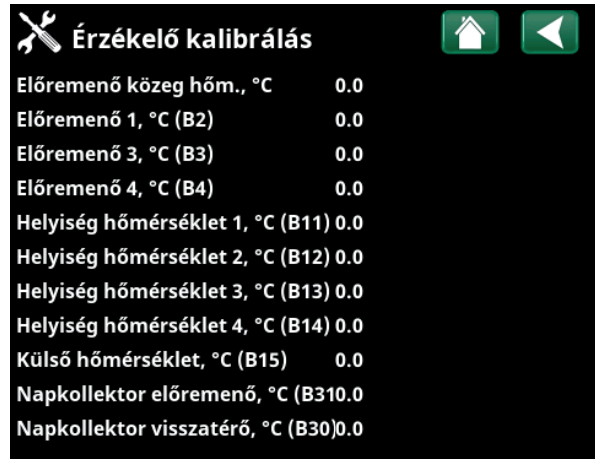 Érzékelő kalibrálás
Előremenő közeg hőm., °C 0.0
Előremenő 1, °C (B2) 0.0
Előremenő 3, °C (B3) 0.0
Előremenő 4, °C (B4) 0.0
Helyiség hőmérséklet 1, °C (B11) 0.0
Helyiség hőmérséklet 2, °C (B12) 0.0
Helyiség hőmérséklet 3, °C (B13) 0.0
Helyiség hőmérséklet 4, °C (B14) 0.0
Külső hőmérséklet, °C (B15) 0.0
Napkollektor előremenő, °C (B310.0
Napkollektor visszatérő, °C (B30)0.0